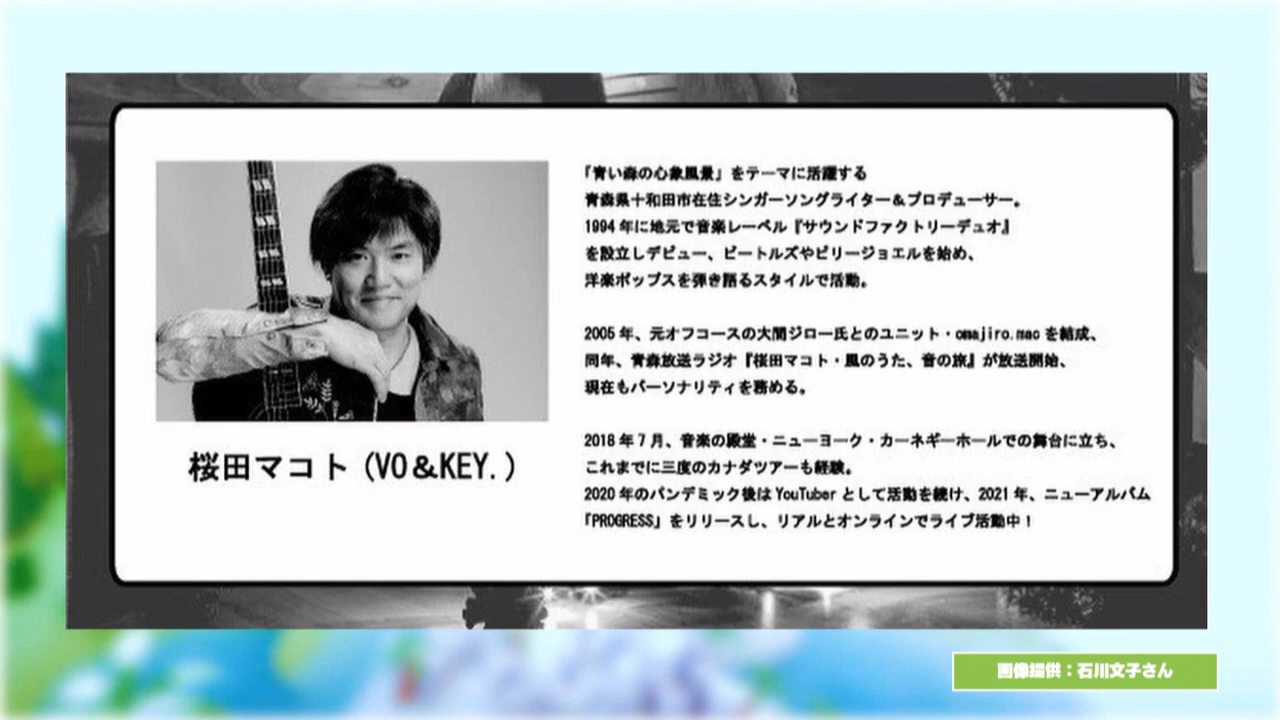 「青い森の心象風景」をテーマに活躍する
青森県十和田市在住シンガーソングライター＆プロデューサー。
1994年に地元で音楽レーベル『サウンドファクトリーデュオ』
を設立しデビュー、ビートルズやビリージョエルを始め、
洋楽ポップスを弾き語るスタイルで活動。
2005年、元オフコースの大間ジロー氏とのユニット・omajiro.macを結成、
同年、青森放送ラジオ『桜田マコト・風のうた、音の旅』が放送開始、
現在もパーソナリティを務める。
2018年7月、音楽の殿堂・ニューヨーク・カーネギーホールでの舞台に立ち、
これまでに三度のカナダツアーも経験。
2020年のパンデミック後はYouTuberとして活動を続け、2021年、ニューアルバム
「PROGRESS」をリリースし、リアルとオンラインでライブ活動中！
桜田マコト（VO＆KEY.）
画像提供：石川文子さん